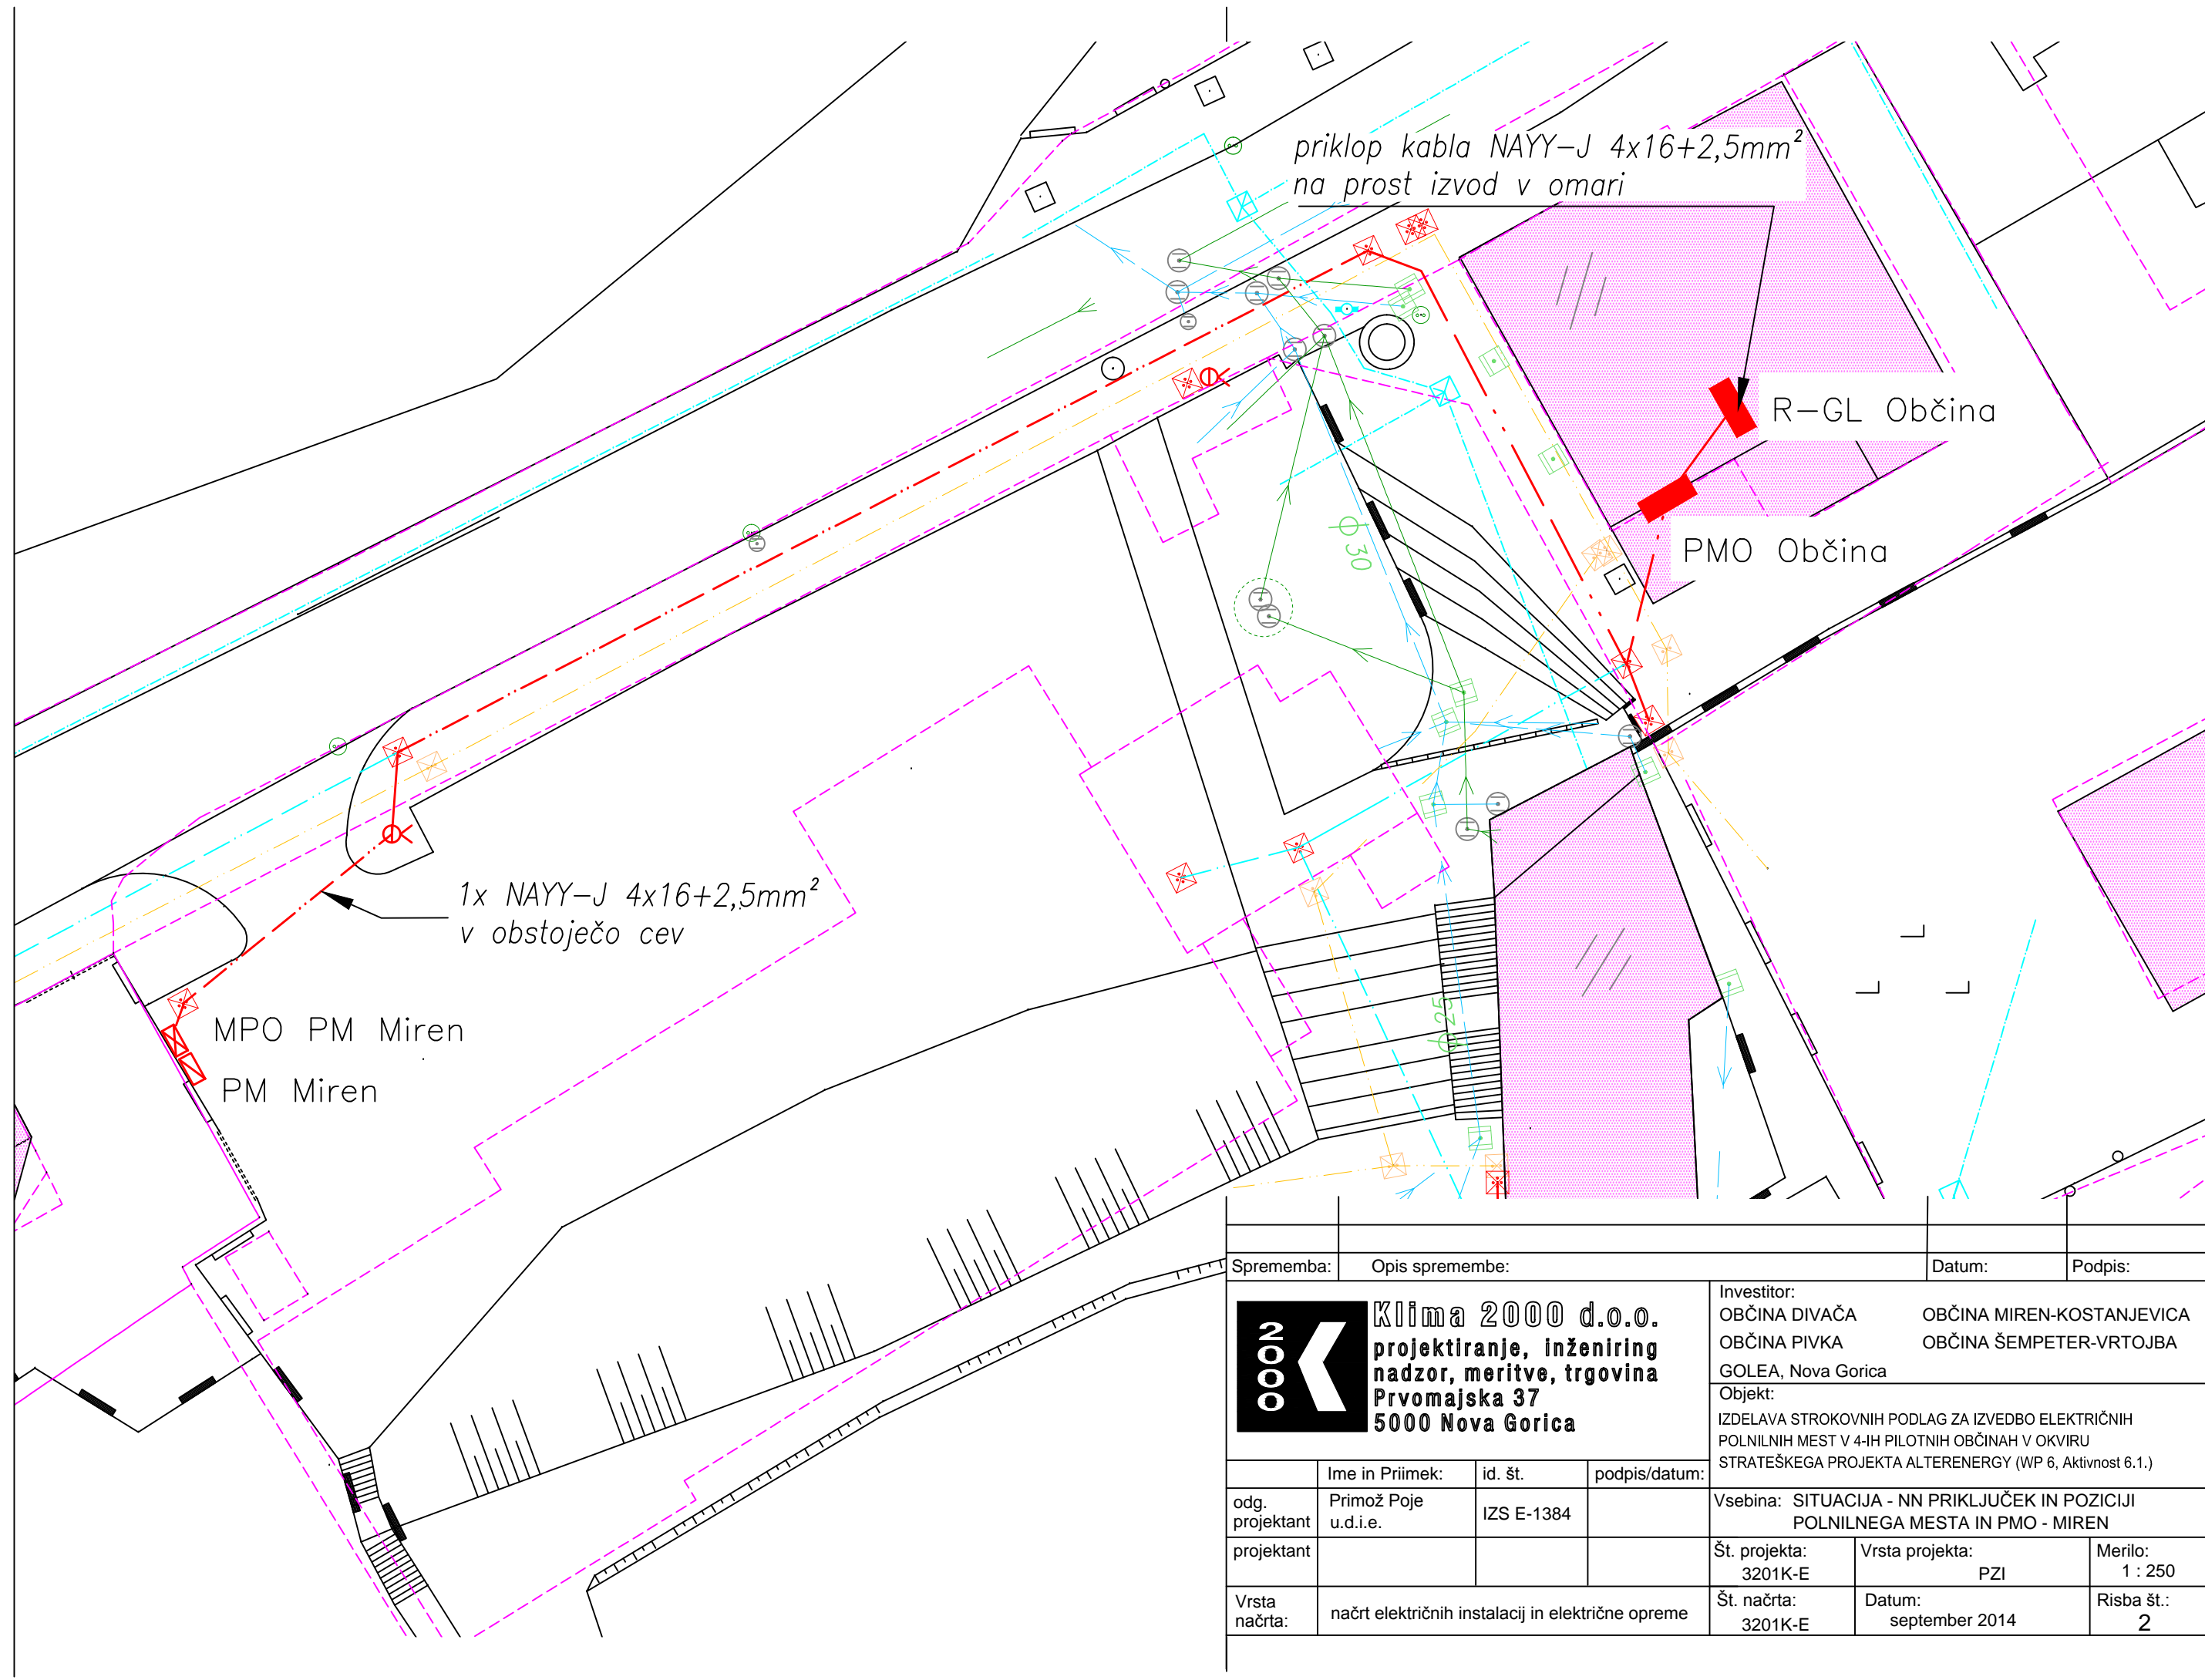 priklop kabla NAYY-J 4x16+2,5mm²
na prost izvod v omari
R-GL Občina
PMO Občina
Φ 30
1x NAYY-J 4x16+2,5mm²
v obstoječo cev
Φ 25
MPO PM Miren
PM Miren
Sprememba: Opis spremembe: Datum: Podpis:
2000
Klima 2000 d.o.o.
projektiranje, inženiring
nadzor, meritve, trgovina
Prvomajska 37
5000 Nova Gorica
Investitor:
OBČINA DIVAČA OBČINA MIREN-KOSTANJEVICA
OBČINA PIVKA OBČINA ŠEMPETER-VRTOJBA
GOLEA, Nova Gorica
Objekt:
IZDELAVA STROKOVNIH PODLAG ZA IZVEDBO ELEKTRIČNIH
POLNILNIH MEST V 4-IH PILOTNIH OBČINAH V OKVIRU
STRATEŠKEGA PROJEKTA ALTERENERGY (WP 6, Aktivnost 6.1.)
Ime in Priimek: id. št. podpis/datum:
odg.
projektant
Primož Poje
u.d.i.e.
IZS E-1384
Vsebina: SITUACIJA - NN PRIKLJUČEK IN POZICIJI
POLNILNEGA MESTA IN PMO - MIREN
projektant
Št. projekta:
3201K-E
Vrsta projekta:
PZI
Merilo:
1 : 250
Vrsta
načrta:
načrt električnih instalacij in električne opreme
Št. načrta:
3201K-E
Datum:
september 2014
Risba št.:
2